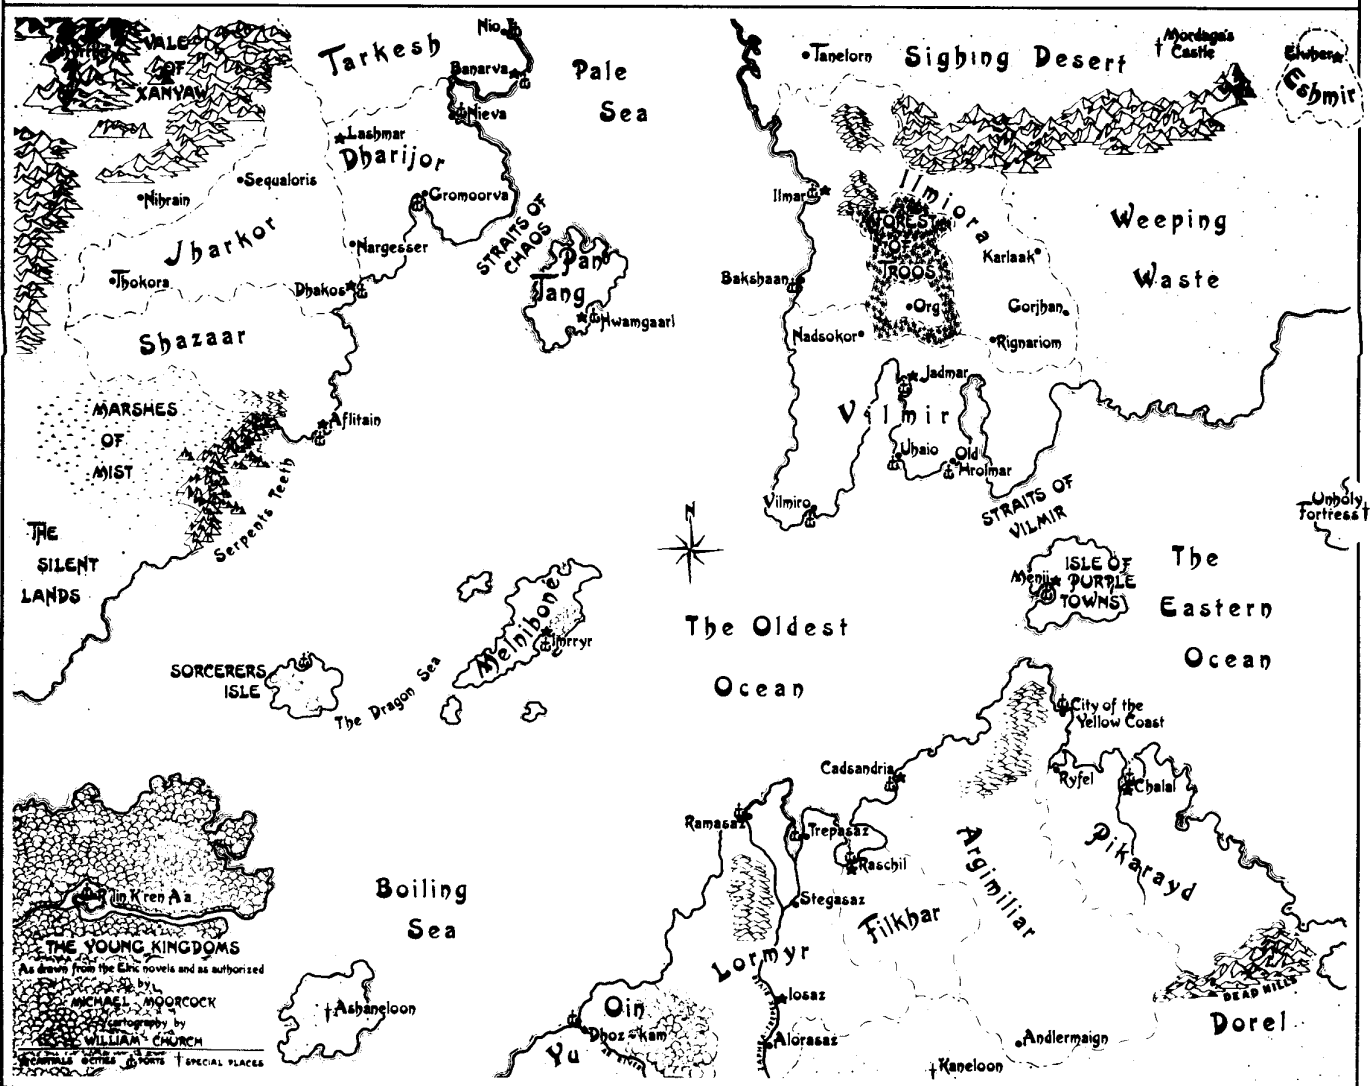 VALE
OF
XANYAW
Tarkesh
Nio
Banarva
Nieva
Pale
Sea
Lashmar
Dharijor
Sequaloris
Nihrain
Gromoorva
Jharkor
Nargesser
Thokora
Dhakos
STRAITS OF
CHAOS
Pan
Tang
Hwamgaarl
Shazaar
MARSHES
OF
MIST
Aflitain
Serpents Teeth
THE
SILENT
LANDS
Tanelorn
Sighing Desert
Mordaga's
Castle
Elwher
Eshmir
Ilmar
Ilmiora
FOREST
OF
TROOS
Karlaak
Weeping
Waste
Bakshaan
Org
Gorjhan
Nadsokor
Rignariom
Jadmar
Vilmir
Uhaio
Old
Hrolmar
Vilmiro
STRAITS OF
VILMIR
Unholy
Fortress
N
Menii
ISLE OF
PURPLE
TOWNS
The
Eastern
Ocean
Melniboné
Imrryr
The Oldest
Ocean
SORCERERS
ISLE
The Dragon Sea
City of the
Yellow Coast
Cadsandria
Ryfel
Chalal
Ramasaz
Trepasaz
Raschil
Argimiliar
Pikarayd
Stegasaz
Filkhar
Boiling
Sea
Lormyr
Iosaz
Ashaneloon
Oin
Dhoz-kam
Yu
Alorasaz
Andlermaign
Kaneloon
DEAD HILLS
Dorel
R'lin K'ren A'a
THE YOUNG KINGDOMS
As drawn from the Elric novels and as authorized
by
MICHAEL MOORCOCK
cartography by
WILLIAM CHURCH
CAPITALS CITIES PORTS SPECIAL PLACES